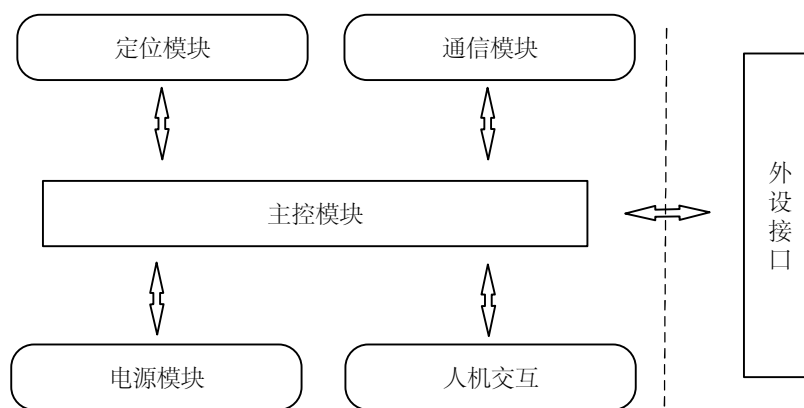 定位模块
通信模块
主控模块
外设接口
电源模块
人机交互